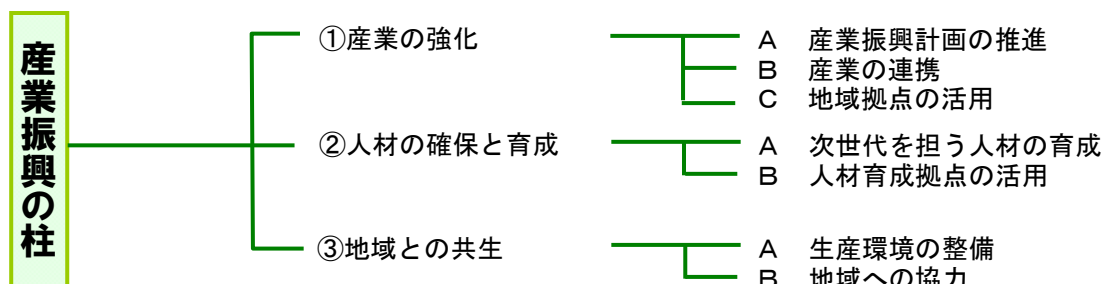 産業振興の柱
①産業の強化
A 産業振興計画の推進
B 産業の連携
C 地域拠点の活用
②人材の確保と育成
A 次世代を担う人材の育成
B 人材育成拠点の活用
③地域との共生
A 生産環境の整備
B 地域への協力